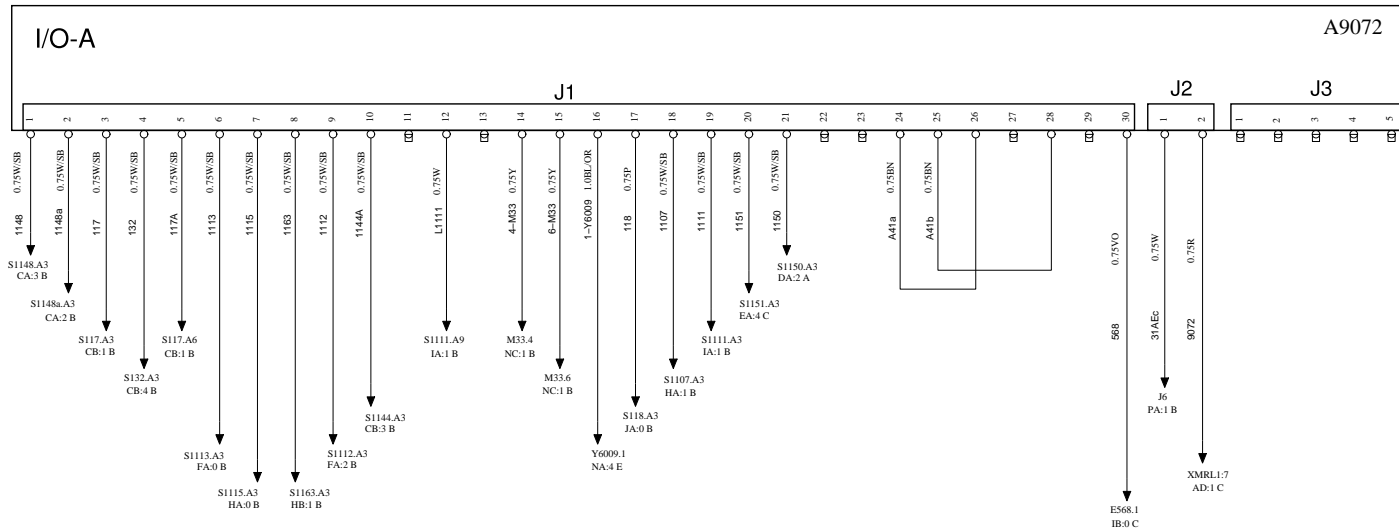 I/O-A
A9072
J1
J2
J3
1 2 3 4 5 6 7 8 9 10 11 12 13 14 15 16 17 18 19 20 21 22 23 24 25 26 27 28 29 30
1 2
1 2 3 4 5
1148 0.75W/SB
1148a 0.75W/SB
117 0.75W/SB
132 0.75W/SB
117A 0.75W/SB
1113 0.75W/SB
1115 0.75W/SB
1163 0.75W/SB
1112 0.75W/SB
1144A 0.75W/SB
L1111 0.75W
4–M33 0.75Y
6–M33 0.75Y
1–Y6009 1.0BL/OR
118 0.75P
1107 0.75W/SB
1111 0.75W/SB
1151 0.75W/SB
1150 0.75W/SB
A41a 0.75BN
A41b 0.75BN
568 0.75VO
31AEc 0.75W
9072 0.75R
S1148.A3
CA:3 B
S1148a.A3
CA:2 B
S117.A3
CB:1 B
S132.A3
CB:4 B
S117.A6
CB:1 B
S1113.A3
FA:0 B
S1115.A3
HA:0 B
S1163.A3
HB:1 B
S1112.A3
FA:2 B
S1144.A3
CB:3 B
S1111.A9
IA:1 B
M33.4
NC:1 B
M33.6
NC:1 B
Y6009.1
NA:4 E
S118.A3
JA:0 B
S1107.A3
HA:1 B
S1111.A3
IA:1 B
S1151.A3
EA:4 C
S1150.A3
DA:2 A
E568.1
IB:0 C
J6
PA:1 B
XMRL1:7
AD:1 C